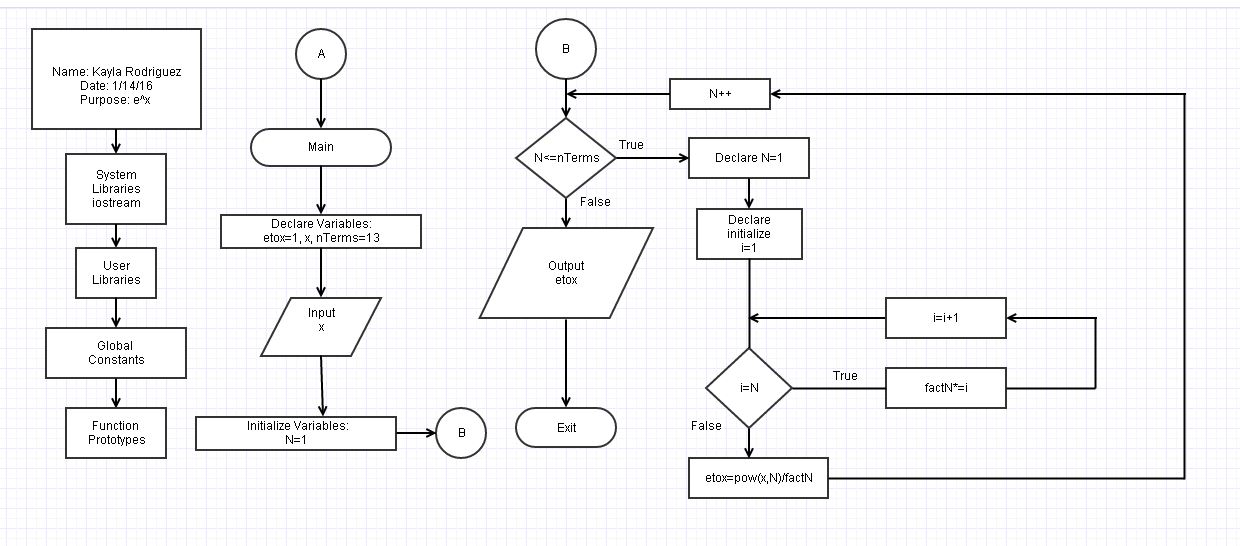 Name: Kayla Rodriguez
Date: 1/14/16
Purpose: e^x
System
Libraries
iostream
User
Libraries
Global
Constants
Function
Prototypes
A
Main
Declare Variables:
etox=1, x, nTerms=13
Input
x
Initialize Variables:
N=1
B
B
N++
N<=nTerms
True
False
Declare N=1
Declare
initialize
i=1
Output
etox
Exit
i=i+1
i=N
True
factN*=i
False
etox=pow(x,N)/factN